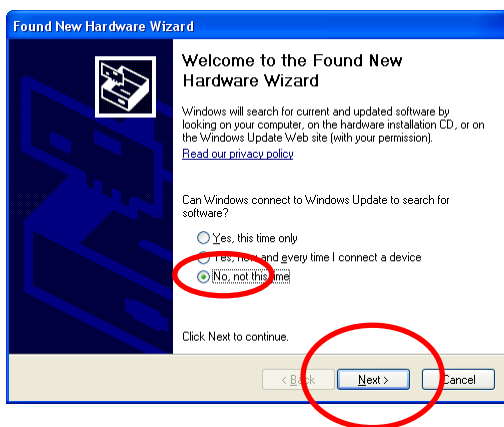 Found New Hardware Wizard
Welcome to the Found New
Hardware Wizard
Windows will search for current and updated software by
looking on your computer, on the hardware installation CD, or on
the Windows Update Web site (with your permission).
Read our privacy policy
Can Windows connect to Windows Update to search for
software?
Yes, this time only
Yes, now and every time I connect a device
No, not this time
Click Next to continue.
< Back Next > Cancel